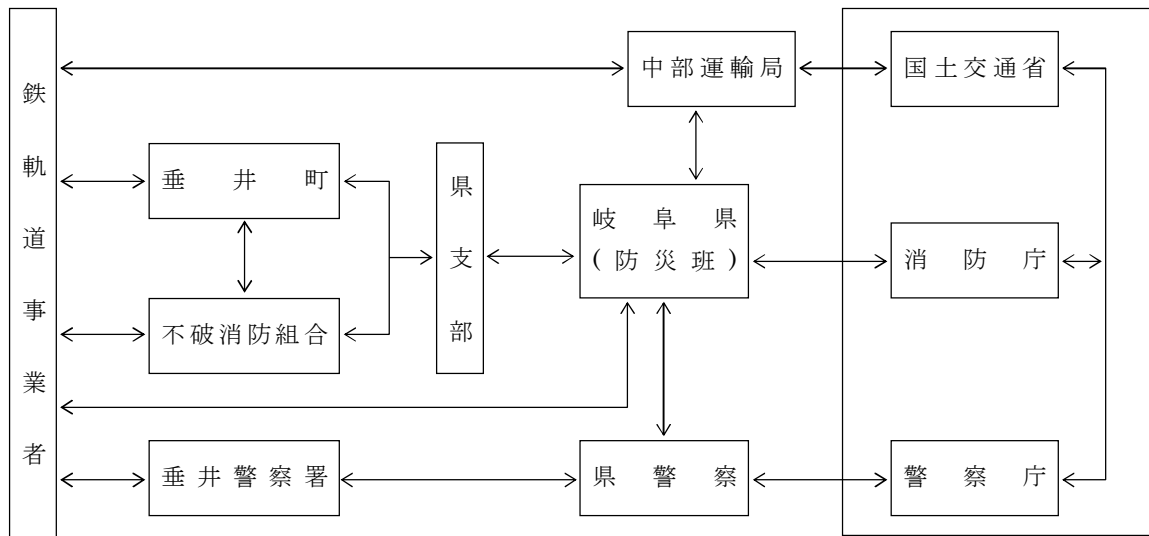 鉄軌道事業者
中部運輸局
国土交通省
垂井町
県支部
岐阜県
(防災班)
消防庁
不破消防組合
垂井警察署
県警察
警察庁